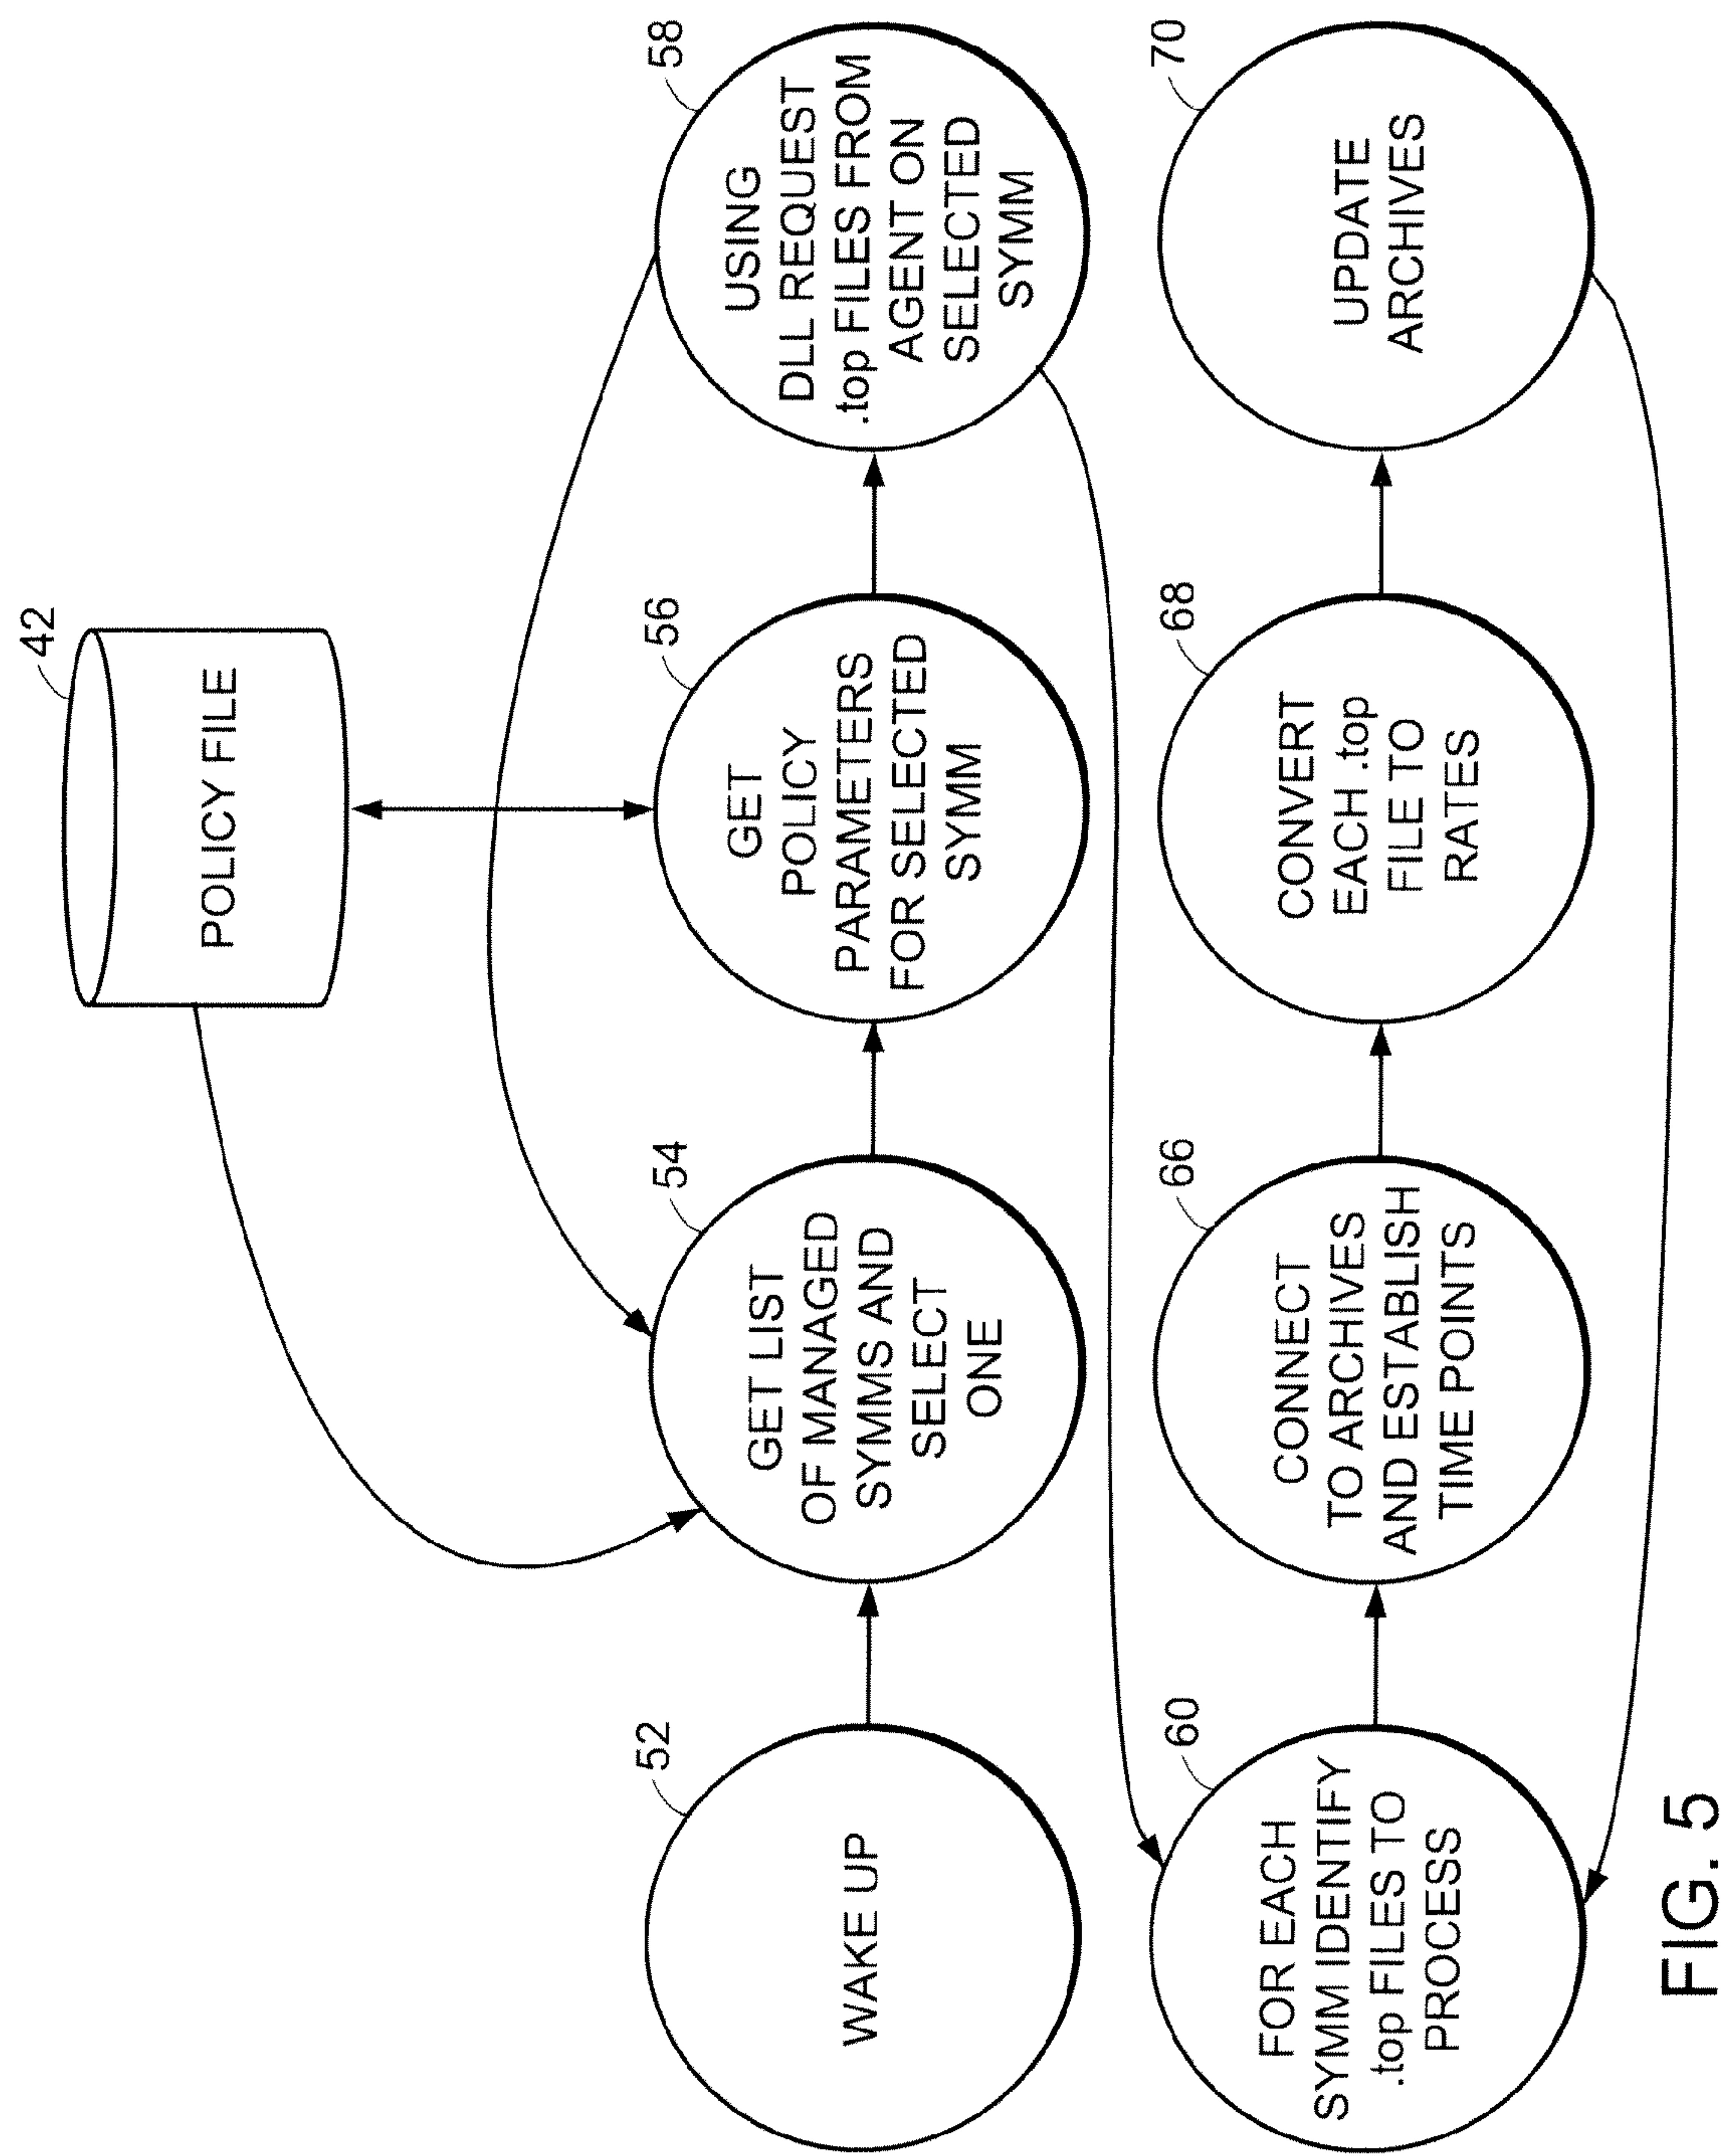 42
POLICY FILE
52
WAKE UP
54
GET LIST
OF MANAGED
SYMMS AND
SELECT
ONE
56
GET
POLICY
PARAMETERS
FOR SELECTED
SYMM
58
USING
DLL REQUEST
.top FILES FROM
AGENT ON
SELECTED
SYMM
60
FOR EACH
SYMM IDENTIFY
.top FILES TO
PROCESS
66
CONNECT
TO ARCHIVES
AND ESTABLISH
TIME POINTS
68
CONVERT
EACH .top
FILE TO
RATES
70
UPDATE
ARCHIVES
FIG. 5